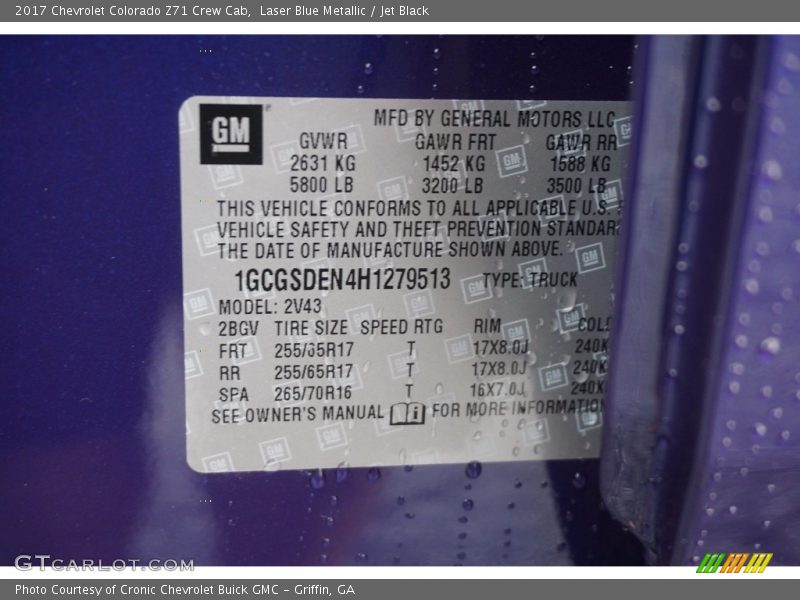 2017 Chevrolet Colorado Z71 Crew Cab, Laser Blue Metallic / Jet Black
GM
MFD BY GENERAL MOTORS LLC
GVWR GAWR FRT GAWR RR
2631 KG 1452 KG 1588 KG
5800 LB 3200 LB 3500 LB
THIS VEHICLE CONFORMS TO ALL APPLICABLE U.S.
VEHICLE SAFETY AND THEFT PREVENTION STANDAR
THE DATE OF MANUFACTURE SHOWN ABOVE.
1GCGSDEN4H1279513 TYPE: TRUCK
MODEL: 2V43
2BGV TIRE SIZE SPEED RTG RIM COL
FRT 255/65R17 T 17X8.0J 240K
RR 255/65R17 T 17X8.0J 240K
SPA 265/70R16 T 16X7.0J 240K
SEE OWNER'S MANUAL i FOR MORE INFORMATION
GTcarlot.com
Photo Courtesy of Cronic Chevrolet Buick GMC - Griffin, GA